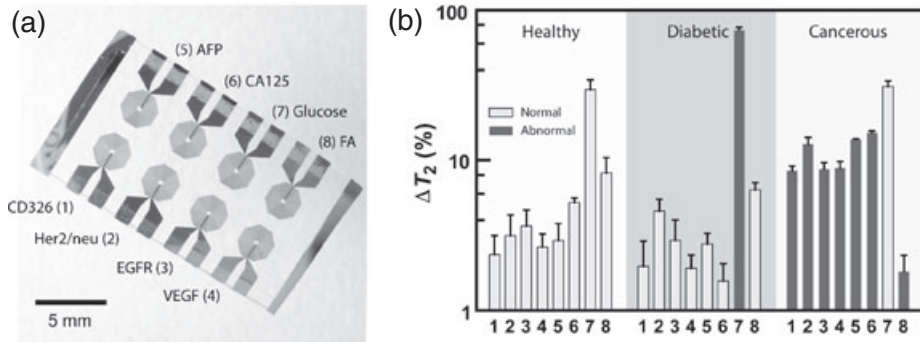 (a)
(5) AFP
(6) CA125
(7) Glucose
(8) FA
CD326 (1)
Her2/neu (2)
EGFR (3)
VEGF (4)
5 mm
(b)
100
10
1
ΔT2 (%)
Healthy
Diabetic
Cancerous
Normal
Abnormal
1 2 3 4 5 6 7 8
1 2 3 4 5 6 7 8
1 2 3 4 5 6 7 8